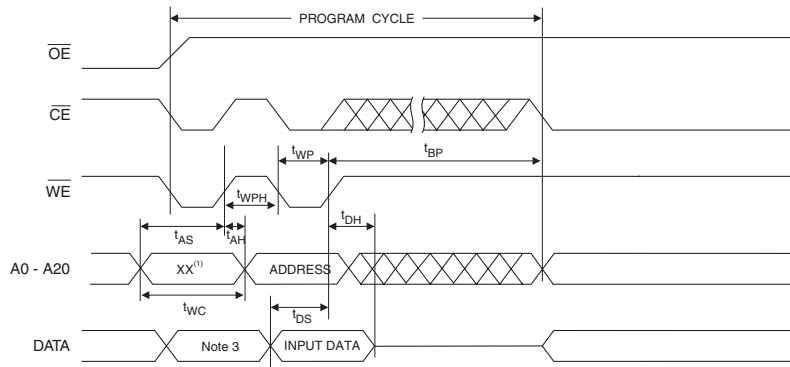 PROGRAM CYCLE
OE
CE
tWP
tBP
WE
tWPH
tDH
tAS
tAH
A0 - A20
XX(1)
ADDRESS
tWC
tDS
DATA
Note 3
INPUT DATA